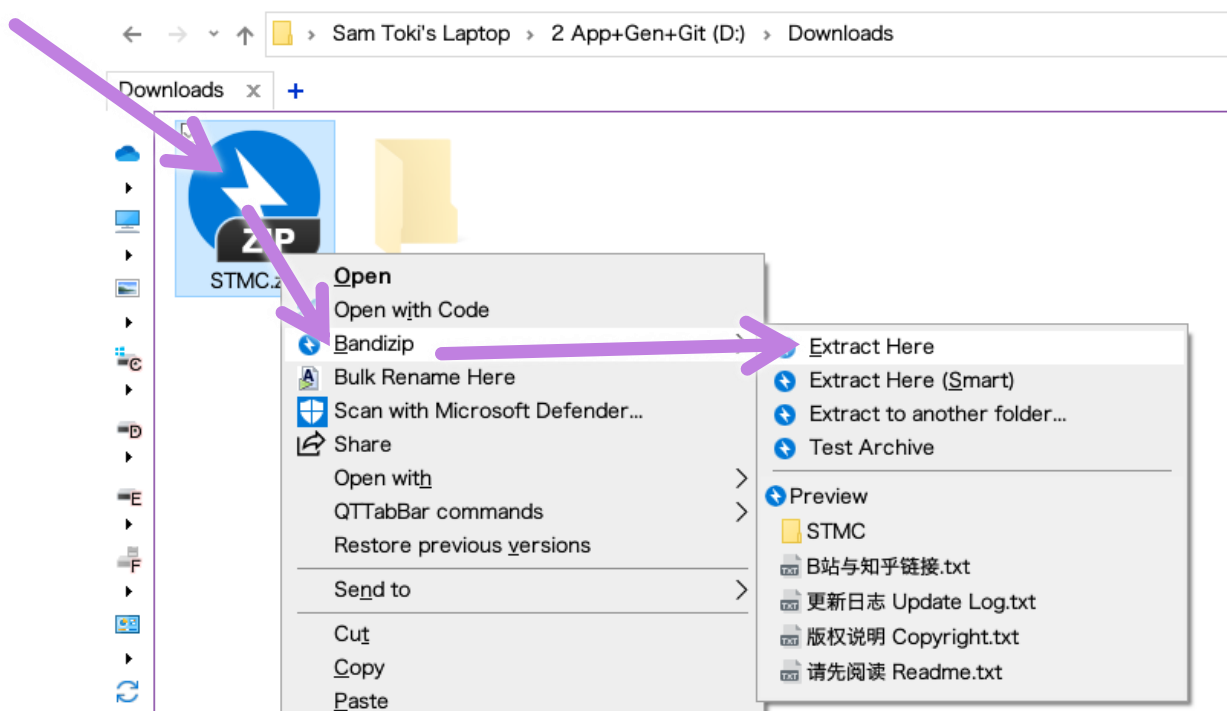 Sam Toki's Laptop > 2 App+Gen+Git (D:) > Downloads
Downloads x +
ZIP
STMC.z
C
D
E
F
Open
Open with Code
Bandizip
Bulk Rename Here
Scan with Microsoft Defender...
Share
Open with
QTTabBar commands
Restore previous versions
Send to
Cut
Copy
Paste
Extract Here
Extract Here (Smart)
Extract to another folder...
Test Archive
Preview
STMC
TXT B站与知乎链接.txt
TXT 更新日志 Update Log.txt
TXT 版权说明 Copyright.txt
TXT 请先阅读 Readme.txt